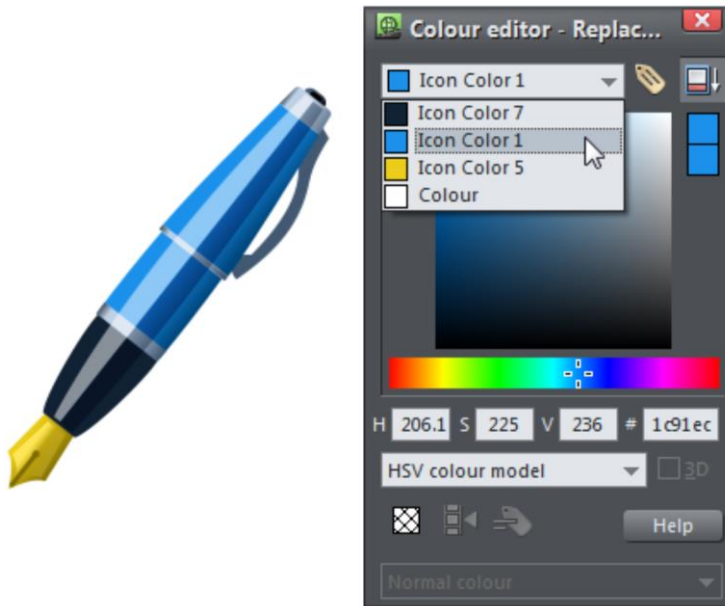 Colour editor - Replac...
Icon Color 1
Icon Color 7
Icon Color 1
Icon Color 5
Colour
H 206.1 S 225 V 236 # 1c91ec
HSV colour model 3D
Help
Normal colour